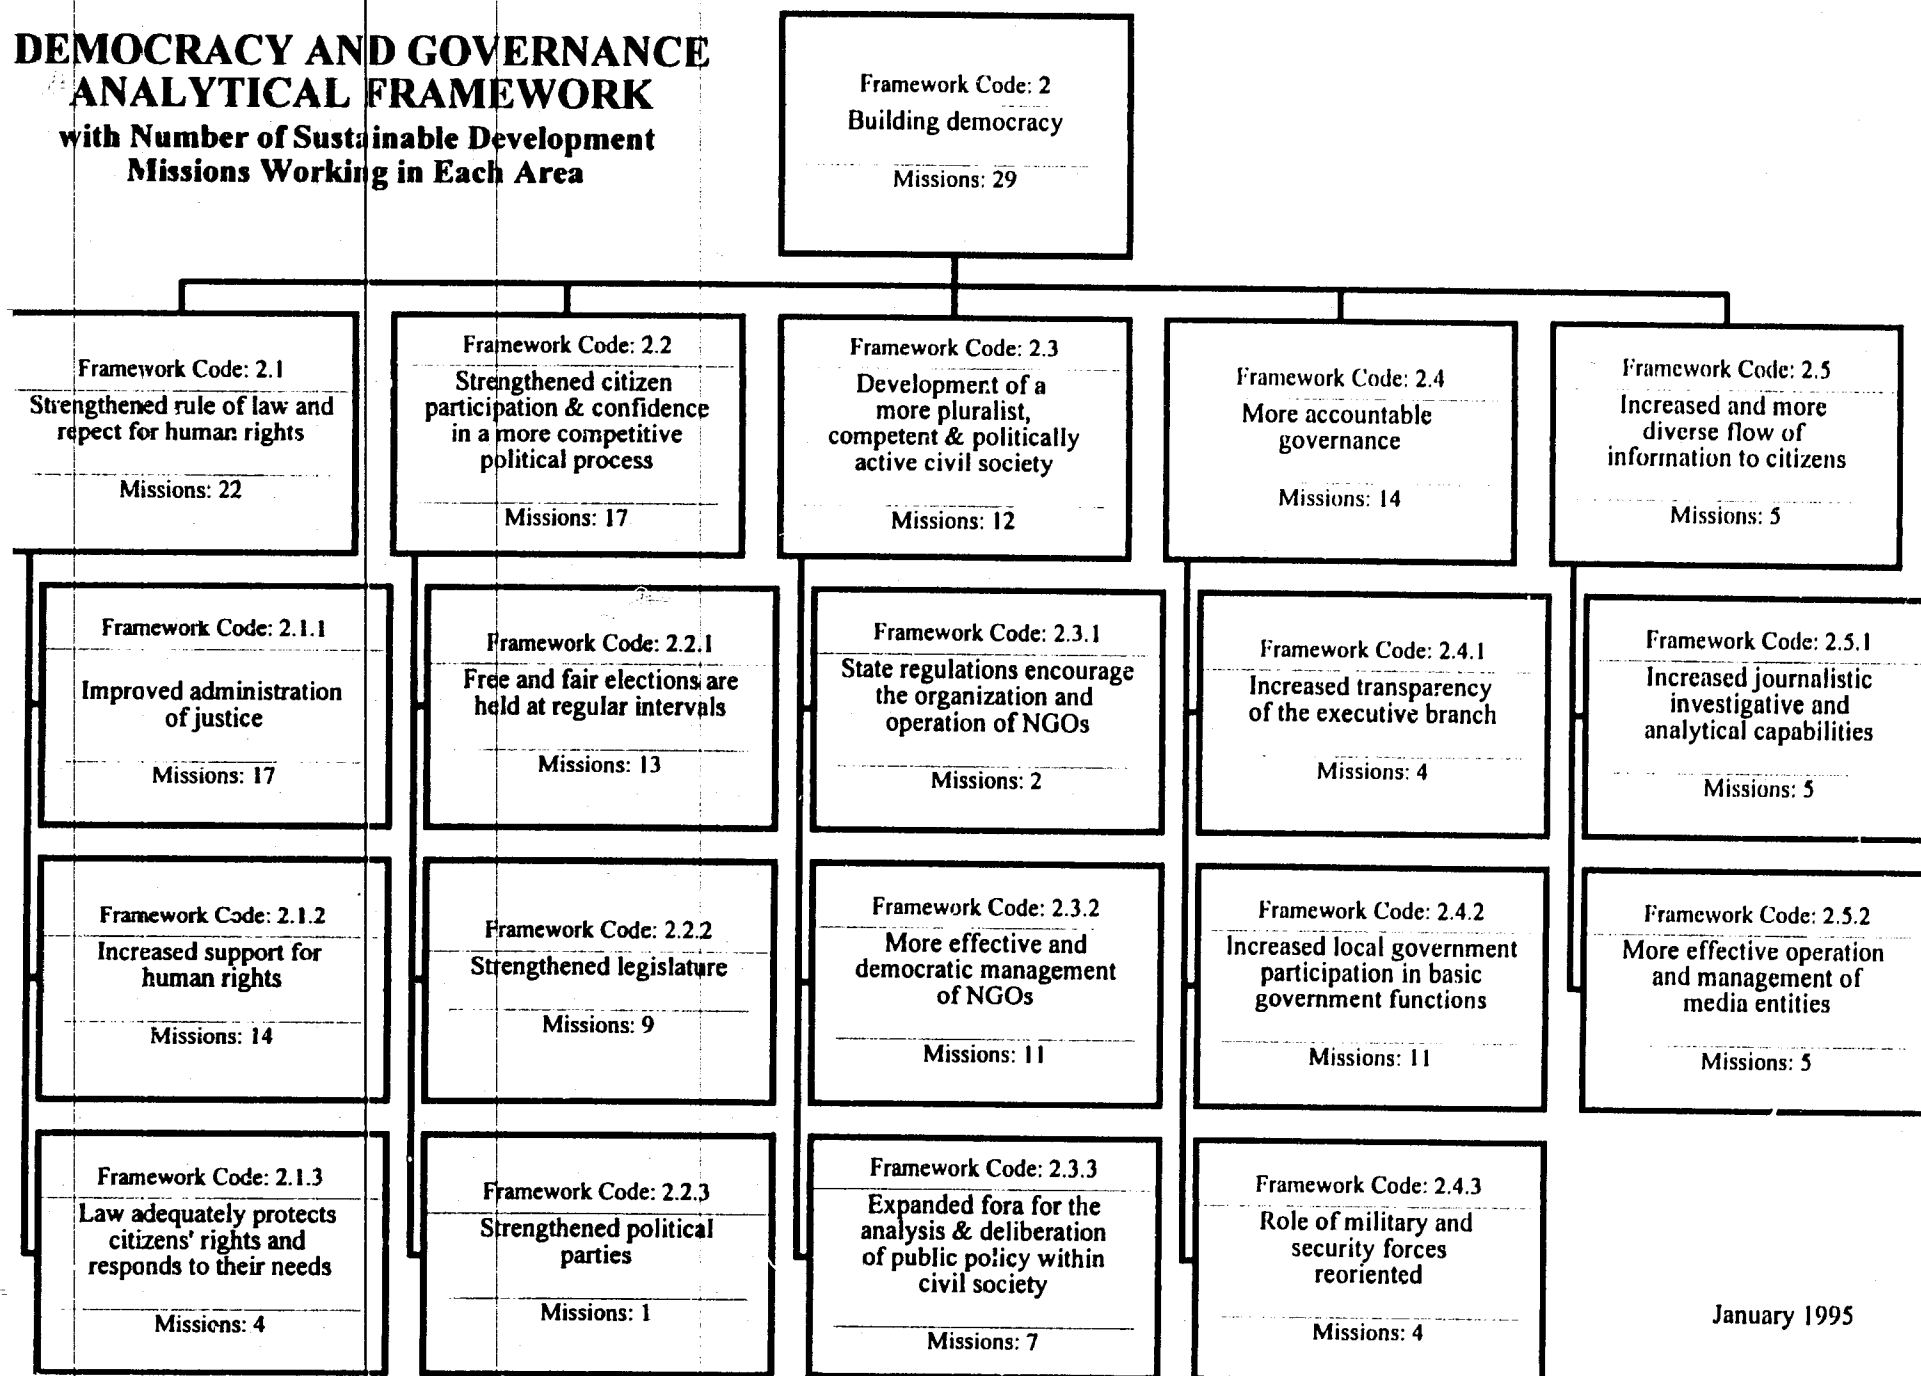 DEMOCRACY AND GOVERNANCE
ANALYTICAL FRAMEWORK
with Number of Sustainable Development
Missions Working in Each Area
Framework Code: 2
Building democracy
Missions: 29
Framework Code: 2.1
Strengthened rule of law and
repect for human rights
Missions: 22
Framework Code: 2.2
Strengthened citizen
participation & confidence
in a more competitive
political process
Missions: 17
Framework Code: 2.3
Development of a
more pluralist,
competent & politically
active civil society
Missions: 12
Framework Code: 2.4
More accountable
governance
Missions: 14
Framework Code: 2.5
Increased and more
diverse flow of
information to citizens
Missions: 5
Framework Code: 2.1.1
Improved administration
of justice
Missions: 17
Framework Code: 2.2.1
Free and fair elections are
held at regular intervals
Missions: 13
Framework Code: 2.3.1
State regulations encourage
the organization and
operation of NGOs
Missions: 2
Framework Code: 2.4.1
Increased transparency
of the executive branch
Missions: 4
Framework Code: 2.5.1
Increased journalistic
investigative and
analytical capabilities
Missions: 5
Framework Code: 2.1.2
Increased support for
human rights
Missions: 14
Framework Code: 2.2.2
Strengthened legislature
Missions: 9
Framework Code: 2.3.2
More effective and
democratic management
of NGOs
Missions: 11
Framework Code: 2.4.2
Increased local government
participation in basic
government functions
Missions: 11
Framework Code: 2.5.2
More effective operation
and management of
media entities
Missions: 5
Framework Code: 2.1.3
Law adequately protects
citizens' rights and
responds to their needs
Missions: 4
Framework Code: 2.2.3
Strengthened political
parties
Missions: 1
Framework Code: 2.3.3
Expanded fora for the
analysis & deliberation
of public policy within
civil society
Missions: 7
Framework Code: 2.4.3
Role of military and
security forces
reoriented
Missions: 4
January 1995